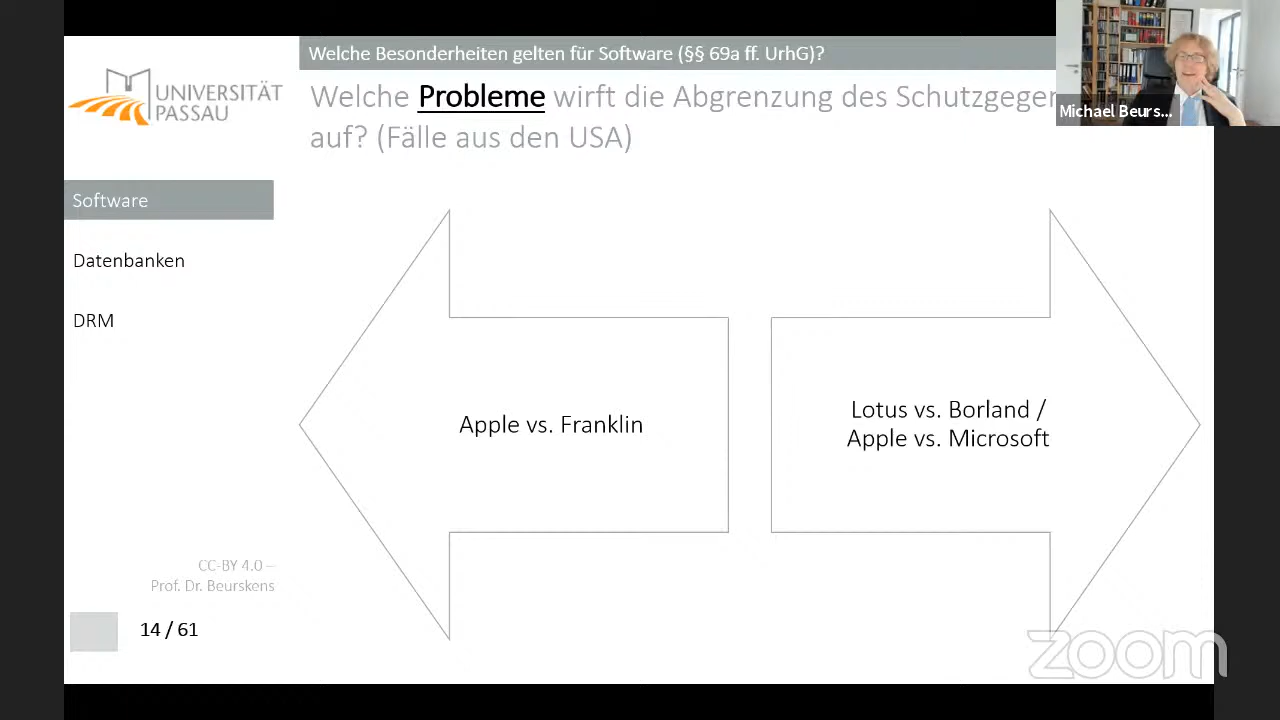 Welche Besonderheiten gelten für Software (§§ 69a ff. UrhG)?
UNIVERSITÄT
PASSAU
Welche Probleme wirft die Abgrenzung des Schutzgegen
auf? (Fälle aus den USA)
Michael Beurs...
Software
Datenbanken
DRM
Apple vs. Franklin
Lotus vs. Borland /
Apple vs. Microsoft
CC-BY 4.0 –
Prof. Dr. Beurskens
14 / 61
zoom